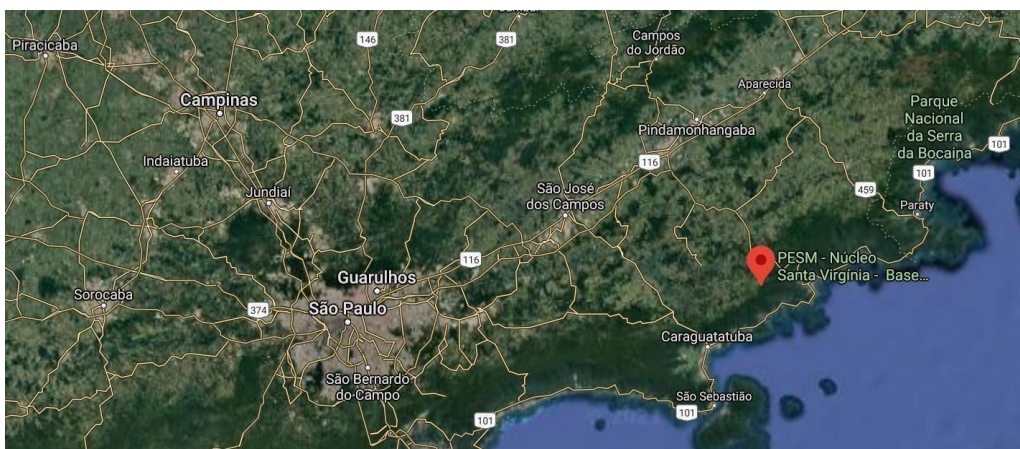 146
381
Campos
do Jordão
Piracicaba
Aparecida
Campinas
Parque
Nacional
da Serra
da Bocaina
381
Pindamonhangaba
101
Indaiatuba
116
101
Jundiaí
São José
dos Campos
459
Paraty
116
PESM - Núcleo
Santa Virgínia - Base...
Guarulhos
Sorocaba
374
São Paulo
Caraguatatuba
São Bernardo
do Campo
São Sebastião
101
101